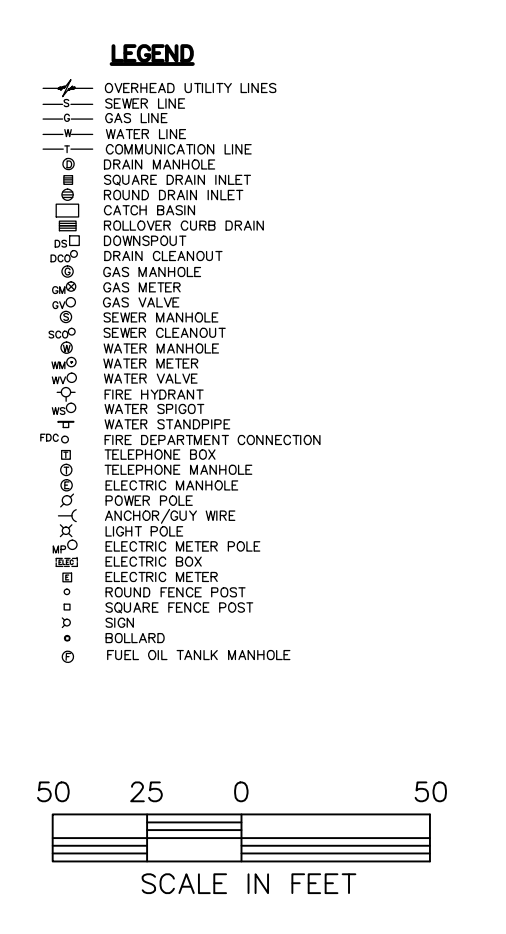 LEGEND
OVERHEAD UTILITY LINES
S SEWER LINE
G GAS LINE
W WATER LINE
T COMMUNICATION LINE
D DRAIN MANHOLE
SQUARE DRAIN INLET
ROUND DRAIN INLET
CATCH BASIN
ROLLOVER CURB DRAIN
DS DOWNSPOUT
DCO DRAIN CLEANOUT
G GAS MANHOLE
GM GAS METER
GV GAS VALVE
S SEWER MANHOLE
SCO SEWER CLEANOUT
W WATER MANHOLE
WM WATER METER
WV WATER VALVE
FIRE HYDRANT
WS WATER SPIGOT
WATER STANDPIPE
FDC FIRE DEPARTMENT CONNECTION
T TELEPHONE BOX
T TELEPHONE MANHOLE
E ELECTRIC MANHOLE
POWER POLE
ANCHOR/GUY WIRE
LIGHT POLE
MP ELECTRIC METER POLE
ELEC ELECTRIC BOX
E ELECTRIC METER
ROUND FENCE POST
SQUARE FENCE POST
SIGN
BOLLARD
F FUEL OIL TANLK MANHOLE
50 25 0 50
SCALE IN FEET